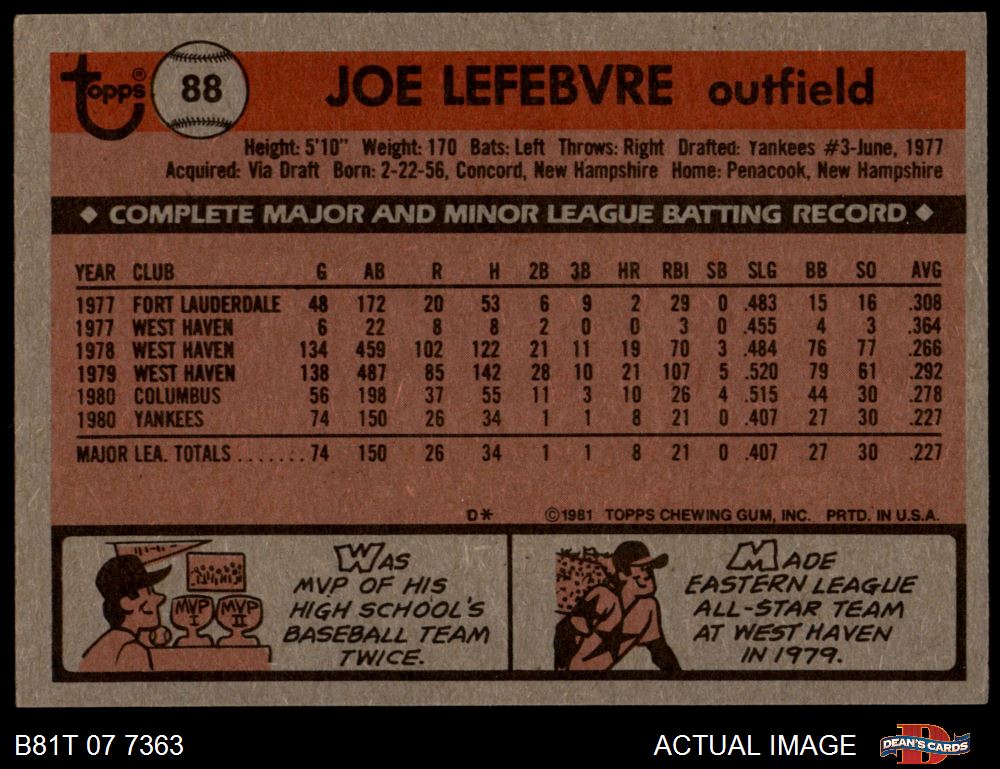 topps® 88 JOE LEFEBVRE outfield
Height: 5'10" Weight: 170 Bats: Left Throws: Right Drafted: Yankees #3-June, 1977
Acquired: Via Draft Born: 2-22-56, Concord, New Hampshire Home: Penacook, New Hampshire
◆ COMPLETE MAJOR AND MINOR LEAGUE BATTING RECORD ◆
YEAR CLUB G AB R H 2B 3B HR RBI SB SLG BB SO AVG
1977 FORT LAUDERDALE 48 172 20 53 6 9 2 29 0 .483 15 16 .308
1977 WEST HAVEN 6 22 8 8 2 0 0 3 0 .455 4 3 .364
1978 WEST HAVEN 134 459 102 122 21 11 19 70 3 .484 76 77 .266
1979 WEST HAVEN 138 487 85 142 28 10 21 107 5 .520 79 61 .292
1980 COLUMBUS 56 198 37 55 11 3 10 26 4 .515 44 30 .278
1980 YANKEES 74 150 26 34 1 1 8 21 0 .407 27 30 .227
MAJOR LEA. TOTALS ....... 74 150 26 34 1 1 8 21 0 .407 27 30 .227
D* ©1981 TOPPS CHEWING GUM, INC. PRTD. IN U.S.A.
MVP I MVP II
WAS
MVP OF HIS
HIGH SCHOOL'S
BASEBALL TEAM
TWICE.
MADE
EASTERN LEAGUE
ALL-STAR TEAM
AT WEST HAVEN
IN 1979.
B81T 07 7363 ACTUAL IMAGE DEAN'S CARDS